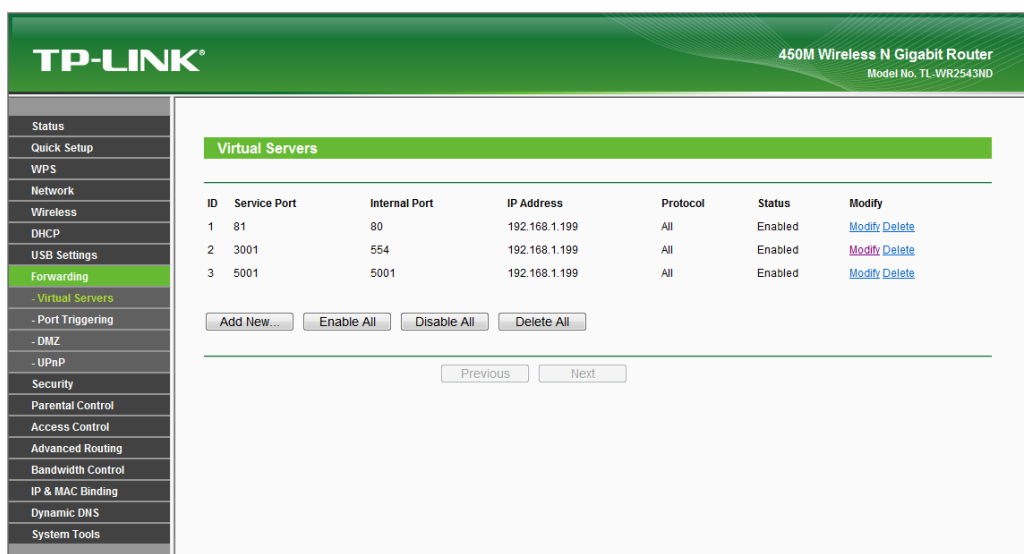 TP-LINK®
450M Wireless N Gigabit Router
Model No. TL-WR2543ND
Status
Quick Setup
WPS
Network
Wireless
DHCP
USB Settings
Forwarding
- Virtual Servers
- Port Triggering
- DMZ
- UPnP
Security
Parental Control
Access Control
Advanced Routing
Bandwidth Control
IP & MAC Binding
Dynamic DNS
System Tools
Virtual Servers
ID Service Port Internal Port IP Address Protocol Status Modify
1 81 80 192.168.1.199 All Enabled Modify Delete
2 3001 554 192.168.1.199 All Enabled Modify Delete
3 5001 5001 192.168.1.199 All Enabled Modify Delete
Add New... Enable All Disable All Delete All
Previous Next